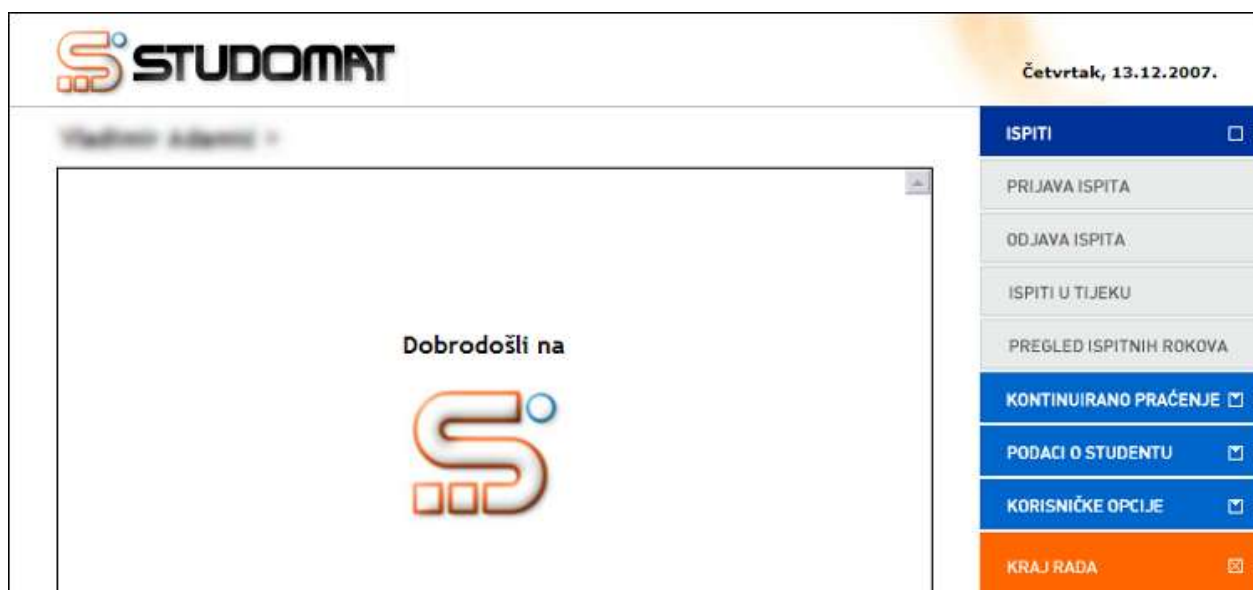 STUDOMAT
Četvrtak, 13.12.2007.
ISPITI
PRIJAVA ISPITA
ODJAVA ISPITA
ISPITI U TIJEKU
PREGLED ISPITNIH ROKOVA
KONTINUIRANO PRAĆENJE
PODACI O STUDENTU
KORISNIČKE OPCIJE
KRAJ RADA
Dobrodošli na